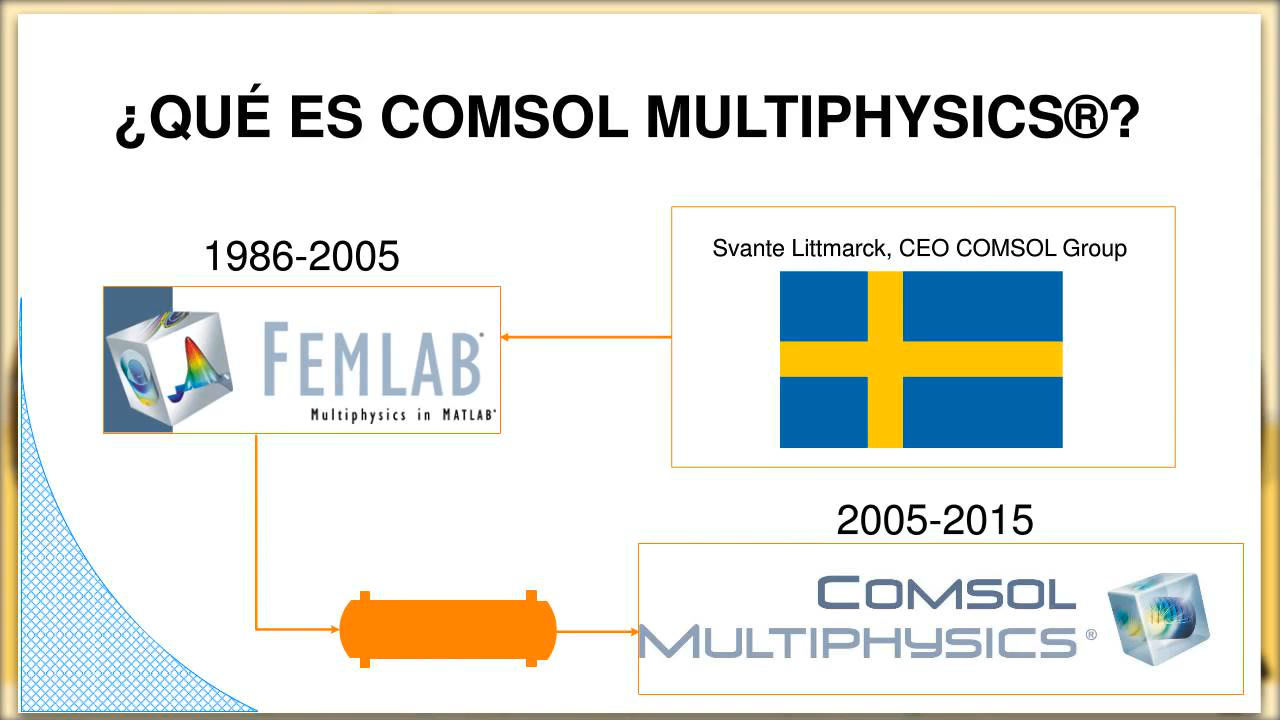 ¿QUÉ ES COMSOL MULTIPHYSICS®?
1986-2005
FEMLAB®
Multiphysics in MATLAB®
Svante Littmarck, CEO COMSOL Group
2005-2015
COMSOL
MULTIPHYSICS®